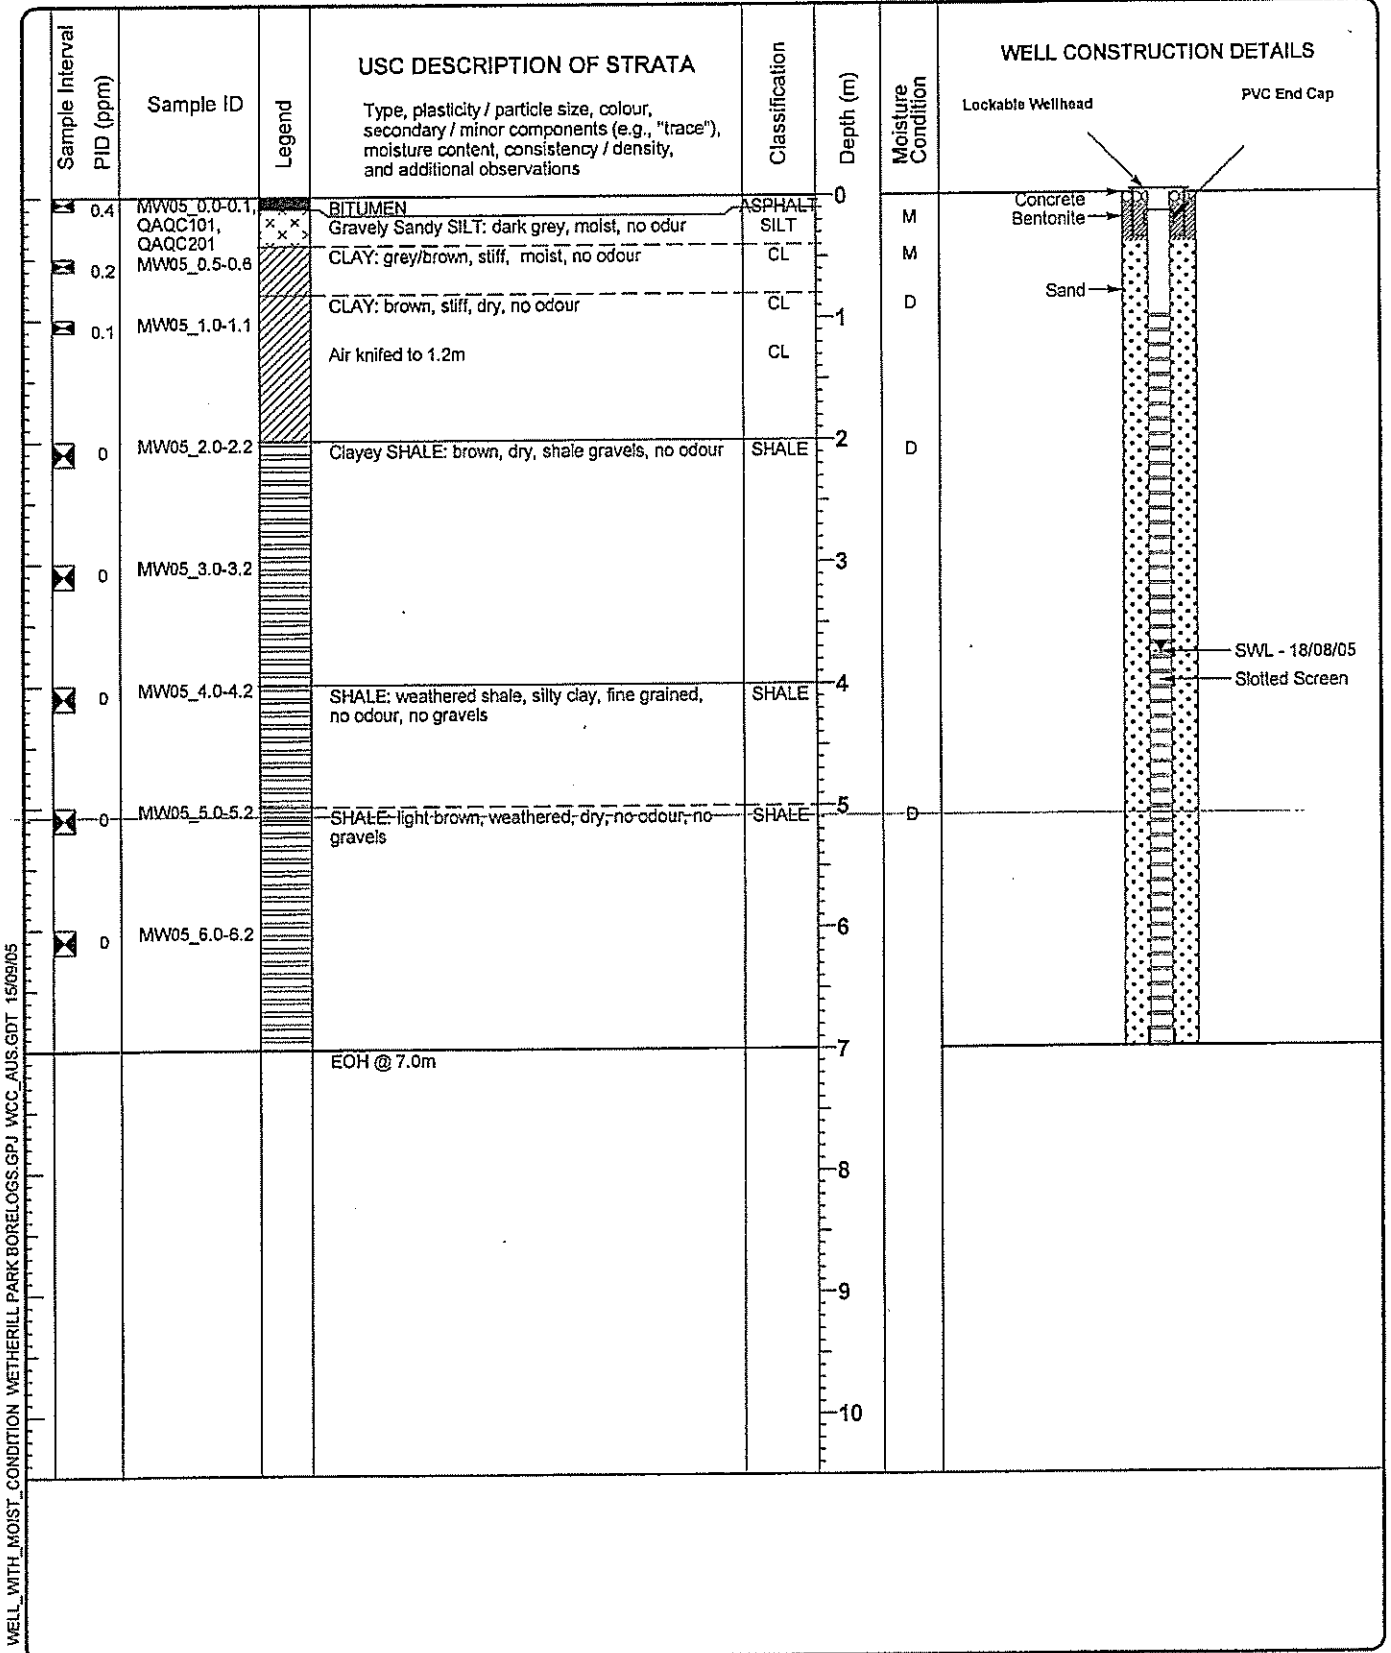 Sample Interval
PID (ppm)
Sample ID
Legend
USC DESCRIPTION OF STRATA
Type, plasticity / particle size, colour,
secondary / minor components (e.g., "trace"),
moisture content, consistency / density,
and additional observations
Classification
Depth (m)
Moisture
Condition
WELL CONSTRUCTION DETAILS
Lockable Wellhead
PVC End Cap
0
0.4 MW05_0.0-0.1, BITUMEN ASPHALT Concrete
QAQC101, Gravely Sandy SILT: dark grey, moist, no odur SILT M Bentonite
QAQC201
0.2 MW05_0.5-0.6 CLAY: grey/brown, stiff, moist, no odour CL M
Sand
CLAY: brown, stiff, dry, no odour CL D
0.1 MW05_1.0-1.1 1
Air knifed to 1.2m CL
2
0 MW05_2.0-2.2 Clayey SHALE: brown, dry, shale gravels, no odour SHALE D
0 MW05_3.0-3.2 3
SWL - 18/08/05
Slotted Screen
0 MW05_4.0-4.2 SHALE: weathered shale, silty clay, fine grained, SHALE 4
no odour, no gravels
5
0 MW05_5.0-5.2 SHALE: light brown, weathered, dry, no odour, no SHALE D
gravels
0 MW05_6.0-6.2 6
7
EOH @ 7.0m
8
9
10
WELL_WITH_MOIST_CONDITION WETHERILL PARK BORELOGS.GPJ WCC_AUS.GDT 15/09/05